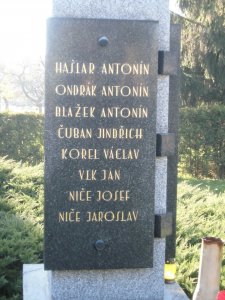 HAJLAR ANTONÍN
ONDRÁK ANTONÍN
BLAŽEK ANTONÍN
ČUBAN JINDŘICH
KOREL VÁCLAV
VLK JAN
NIČE JOSEF
NIČE JAROSLAV